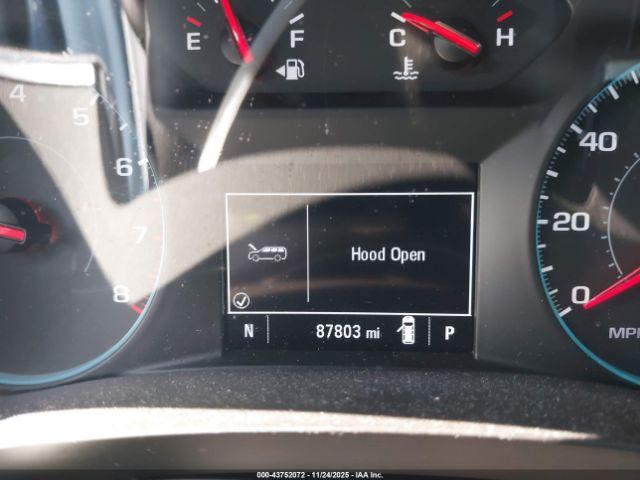 E F C H
4 5 6 7 8
40
20
0
MPH
Hood Open
N 87803 mi P
000-43752072 - 11/24/2025 - IAA Inc.